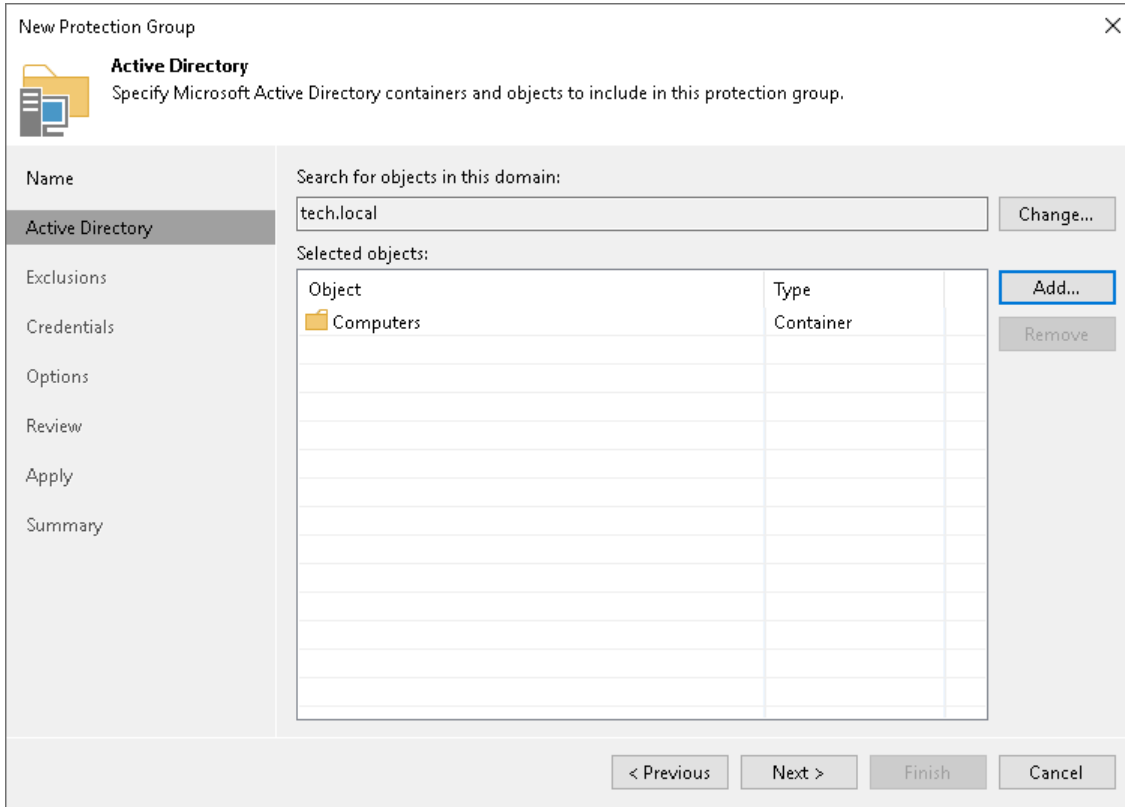 New Protection Group
Active Directory
Specify Microsoft Active Directory containers and objects to include in this protection group.
Name
Active Directory
Exclusions
Credentials
Options
Review
Apply
Summary
Search for objects in this domain:
tech.local
Change...
Selected objects:
Object Type
Computers Container
Add...
Remove
< Previous Next > Finish Cancel